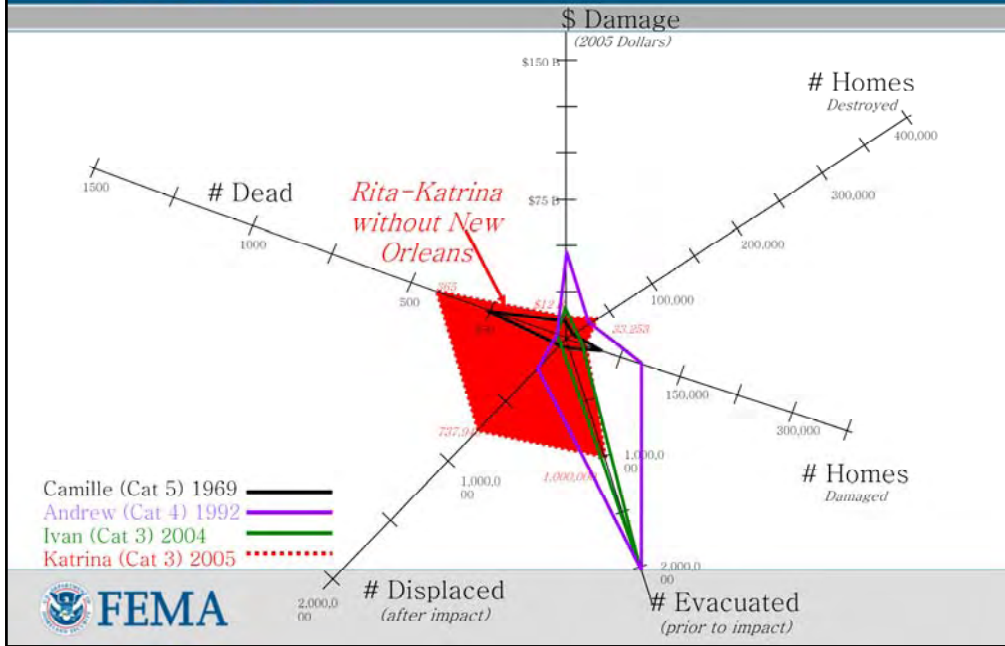 $ Damage
(2005 Dollars)
$150 B
# Homes
Destroyed
400,000
1500
# Dead
Rita-Katrina
without New
Orleans
$75 B
300,000
1000
200,000
500
365
100,000
$12
33,253
150,000
300,000
# Homes
Damaged
737,94
1,000,0
00
1,000,000
1,000,0
00
Camille (Cat 5) 1969
Andrew (Cat 4) 1992
Ivan (Cat 3) 2004
Katrina (Cat 3) 2005
2,000,0
00
FEMA
2,000,0
00
# Displaced
(after impact)
# Evacuated
(prior to impact)